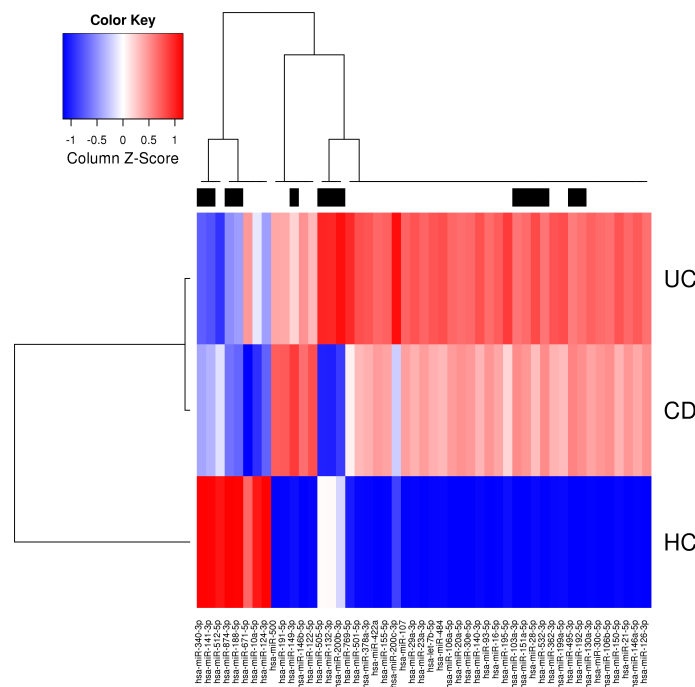 Color Key
-1 -0.5 0 0.5 1
Column Z-Score
UC
CD
HC
hsa-miR-340-3p
hsa-miR-141-3p
hsa-miR-512-5p
hsa-miR-874-3p
hsa-miR-188-5p
hsa-miR-671-5p
hsa-miR-10a-5p
hsa-miR-124-3p
hsa-miR-500
hsa-miR-191-5p
hsa-miR-149-3p
hsa-miR-146b-5p
hsa-miR-122-5p
hsa-miR-505-5p
hsa-miR-132-3p
hsa-miR-200b-3p
hsa-miR-769-5p
hsa-miR-501-5p
hsa-miR-378a-3p
hsa-miR-422a
hsa-miR-155-5p
hsa-miR-200c-3p
hsa-miR-107
hsa-miR-29a-3p
hsa-miR-23a-3p
hsa-let-7b-5p
hsa-miR-484
hsa-miR-106a-5p
hsa-miR-20a-5p
hsa-miR-30e-5p
hsa-miR-140-3p
hsa-miR-93-5p
hsa-miR-16-5p
hsa-miR-195-5p
hsa-miR-103a-3p
hsa-miR-151a-5p
hsa-miR-28-5p
hsa-miR-532-3p
hsa-miR-362-3p
hsa-miR-199a-5p
hsa-miR-495-3p
hsa-miR-192-5p
hsa-miR-130a-3p
hsa-miR-30c-5p
hsa-miR-106b-5p
hsa-miR-150-5p
hsa-miR-21-5p
hsa-miR-146a-5p
hsa-miR-126-3p